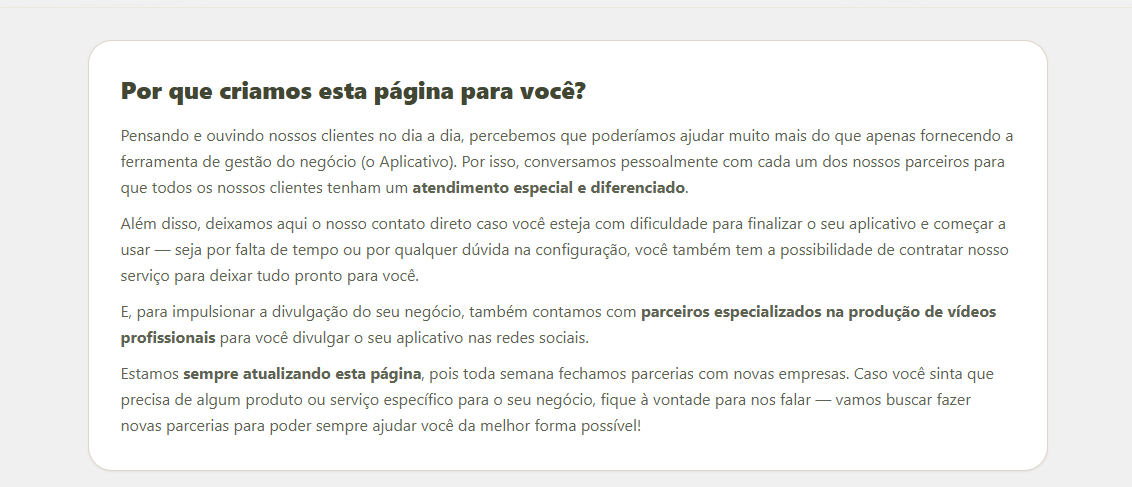 Por que criamos esta página para você?
Pensando e ouvindo nossos clientes no dia a dia, percebemos que poderíamos ajudar muito mais do que apenas fornecendo a
ferramenta de gestão do negócio (o Aplicativo). Por isso, conversamos pessoalmente com cada um dos nossos parceiros para
que todos os nossos clientes tenham um atendimento especial e diferenciado.
Além disso, deixamos aqui o nosso contato direto caso você esteja com dificuldade para finalizar o seu aplicativo e começar a
usar — seja por falta de tempo ou por qualquer dúvida na configuração, você também tem a possibilidade de contratar nosso
serviço para deixar tudo pronto para você.
E, para impulsionar a divulgação do seu negócio, também contamos com parceiros especializados na produção de vídeos
profissionais para você divulgar o seu aplicativo nas redes sociais.
Estamos sempre atualizando esta página, pois toda semana fechamos parcerias com novas empresas. Caso você sinta que
precisa de algum produto ou serviço específico para o seu negócio, fique à vontade para nos falar — vamos buscar fazer
novas parcerias para poder sempre ajudar você da melhor forma possível!